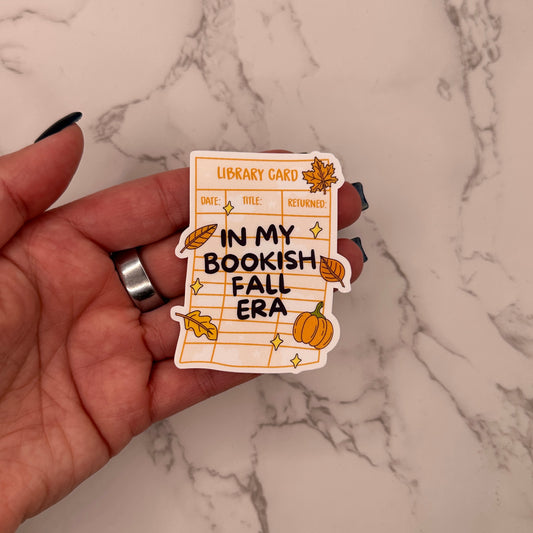 LIBRARY CARD
DATE: TITLE: RETURNED:
IN MY
BOOKISH
FALL
ERA